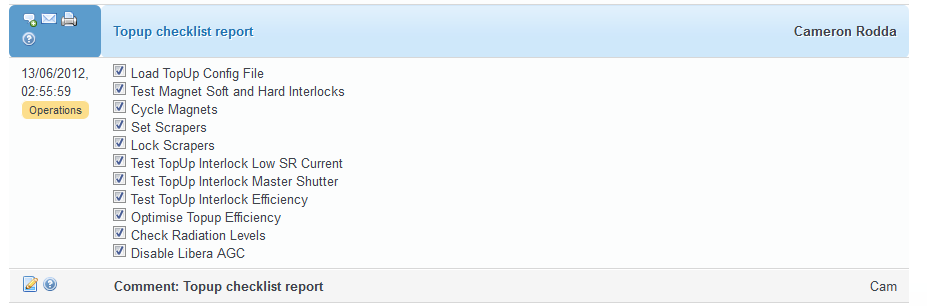 Topup checklist report Cameron Rodda
13/06/2012,
02:55:59
Operations
Load TopUp Config File
Test Magnet Soft and Hard Interlocks
Cycle Magnets
Set Scrapers
Lock Scrapers
Test TopUp Interlock Low SR Current
Test TopUp Interlock Master Shutter
Test TopUp Interlock Efficiency
Optimise Topup Efficiency
Check Radiation Levels
Disable Libera AGC
Comment: Topup checklist report Cam